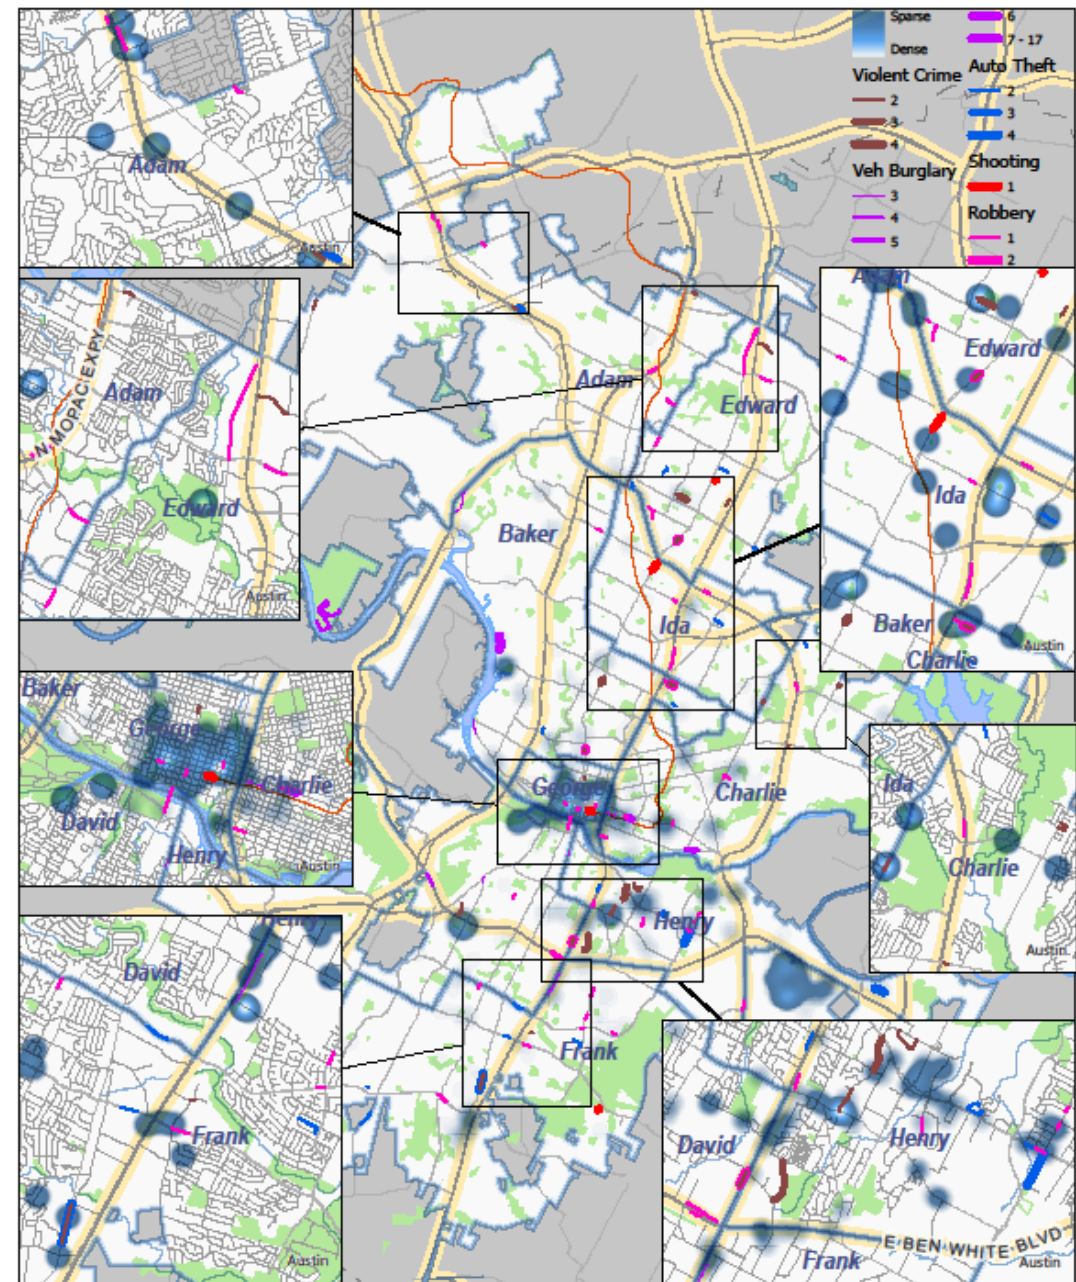 Sparse
Dense
Violent Crime
2
3
4
Veh Burglary
3
4
5
6
7 - 17
Auto Theft
2
3
4
Shooting
1
Robbery
1
2
Adam
Austin
N MOPAC EXPY
Adam
Edward
Austin
Adam
Edward
Baker
Ida
George
Charlie
Henry
Frank
Adam
Edward
Ida
Baker
Charlie
Austin
Baker
George
Charlie
David
Henry
Austin
Ida
Charlie
Austin
Henry
David
Frank
Austin
David
Henry
E BEN WHITE BLVD
Frank
Austin